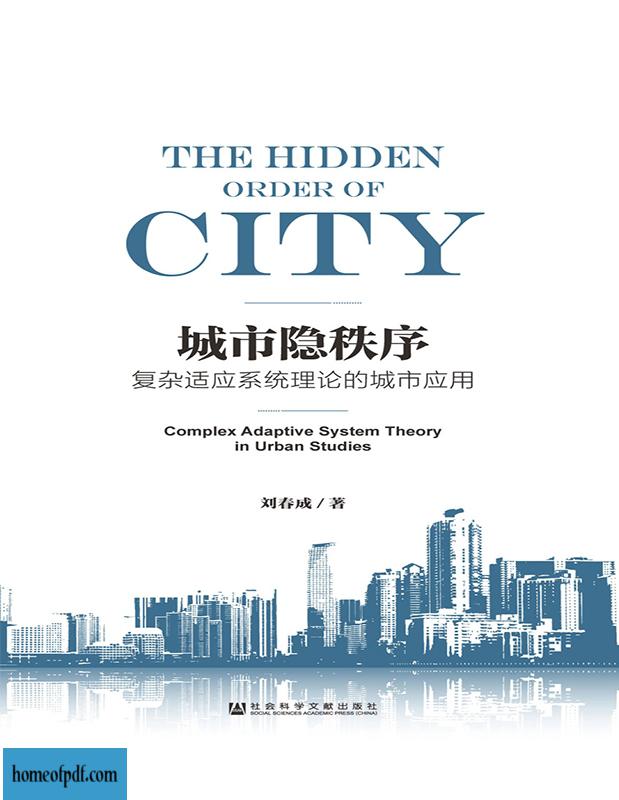 THE HIDDEN
ORDER OF
CITY
城市隐秩序
复杂适应系统理论的城市应用
Complex Adaptive System Theory
in Urban Studies
刘春成/著
社会科学文献出版社
SOCIAL SCIENCES ACADEMIC PRESS (CHINA)
homeofpdf.com